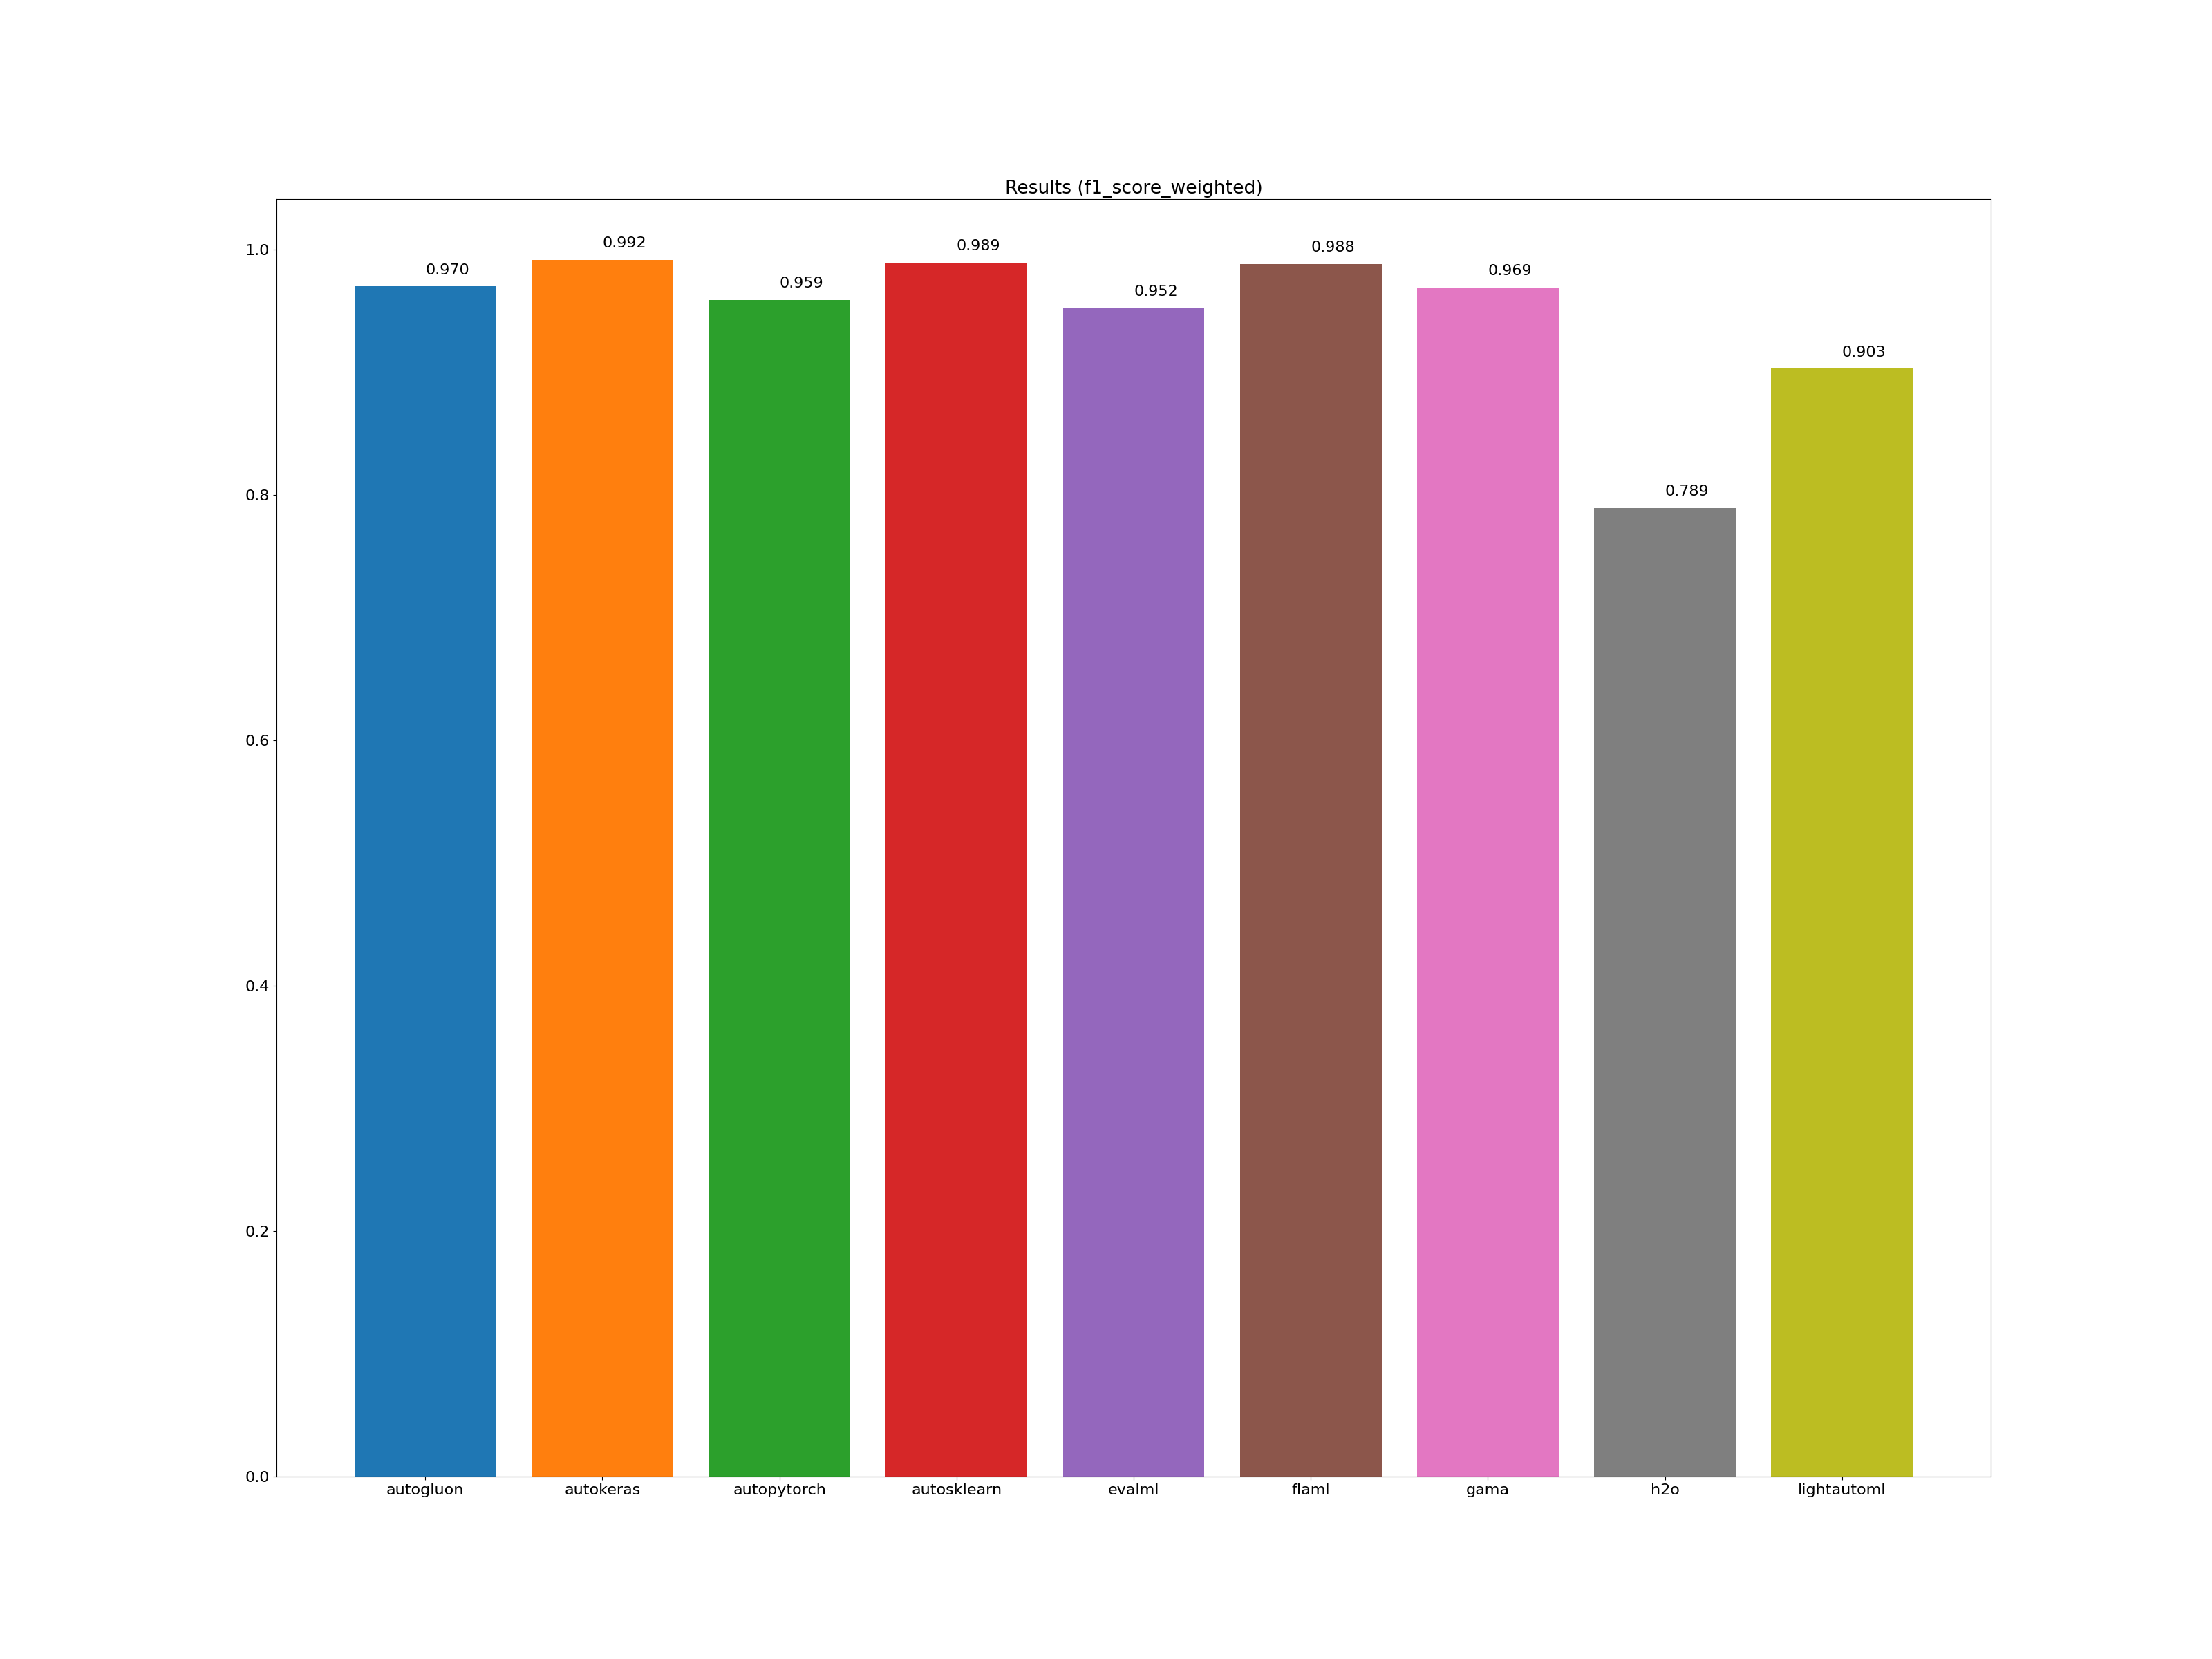 Results (f1_score_weighted)
1.0
0.8
0.6
0.4
0.2
0.0
0.970
0.992
0.959
0.989
0.952
0.988
0.969
0.789
0.903
autogluon
autokeras
autopytorch
autosklearn
evalml
flaml
gama
h2o
lightautoml